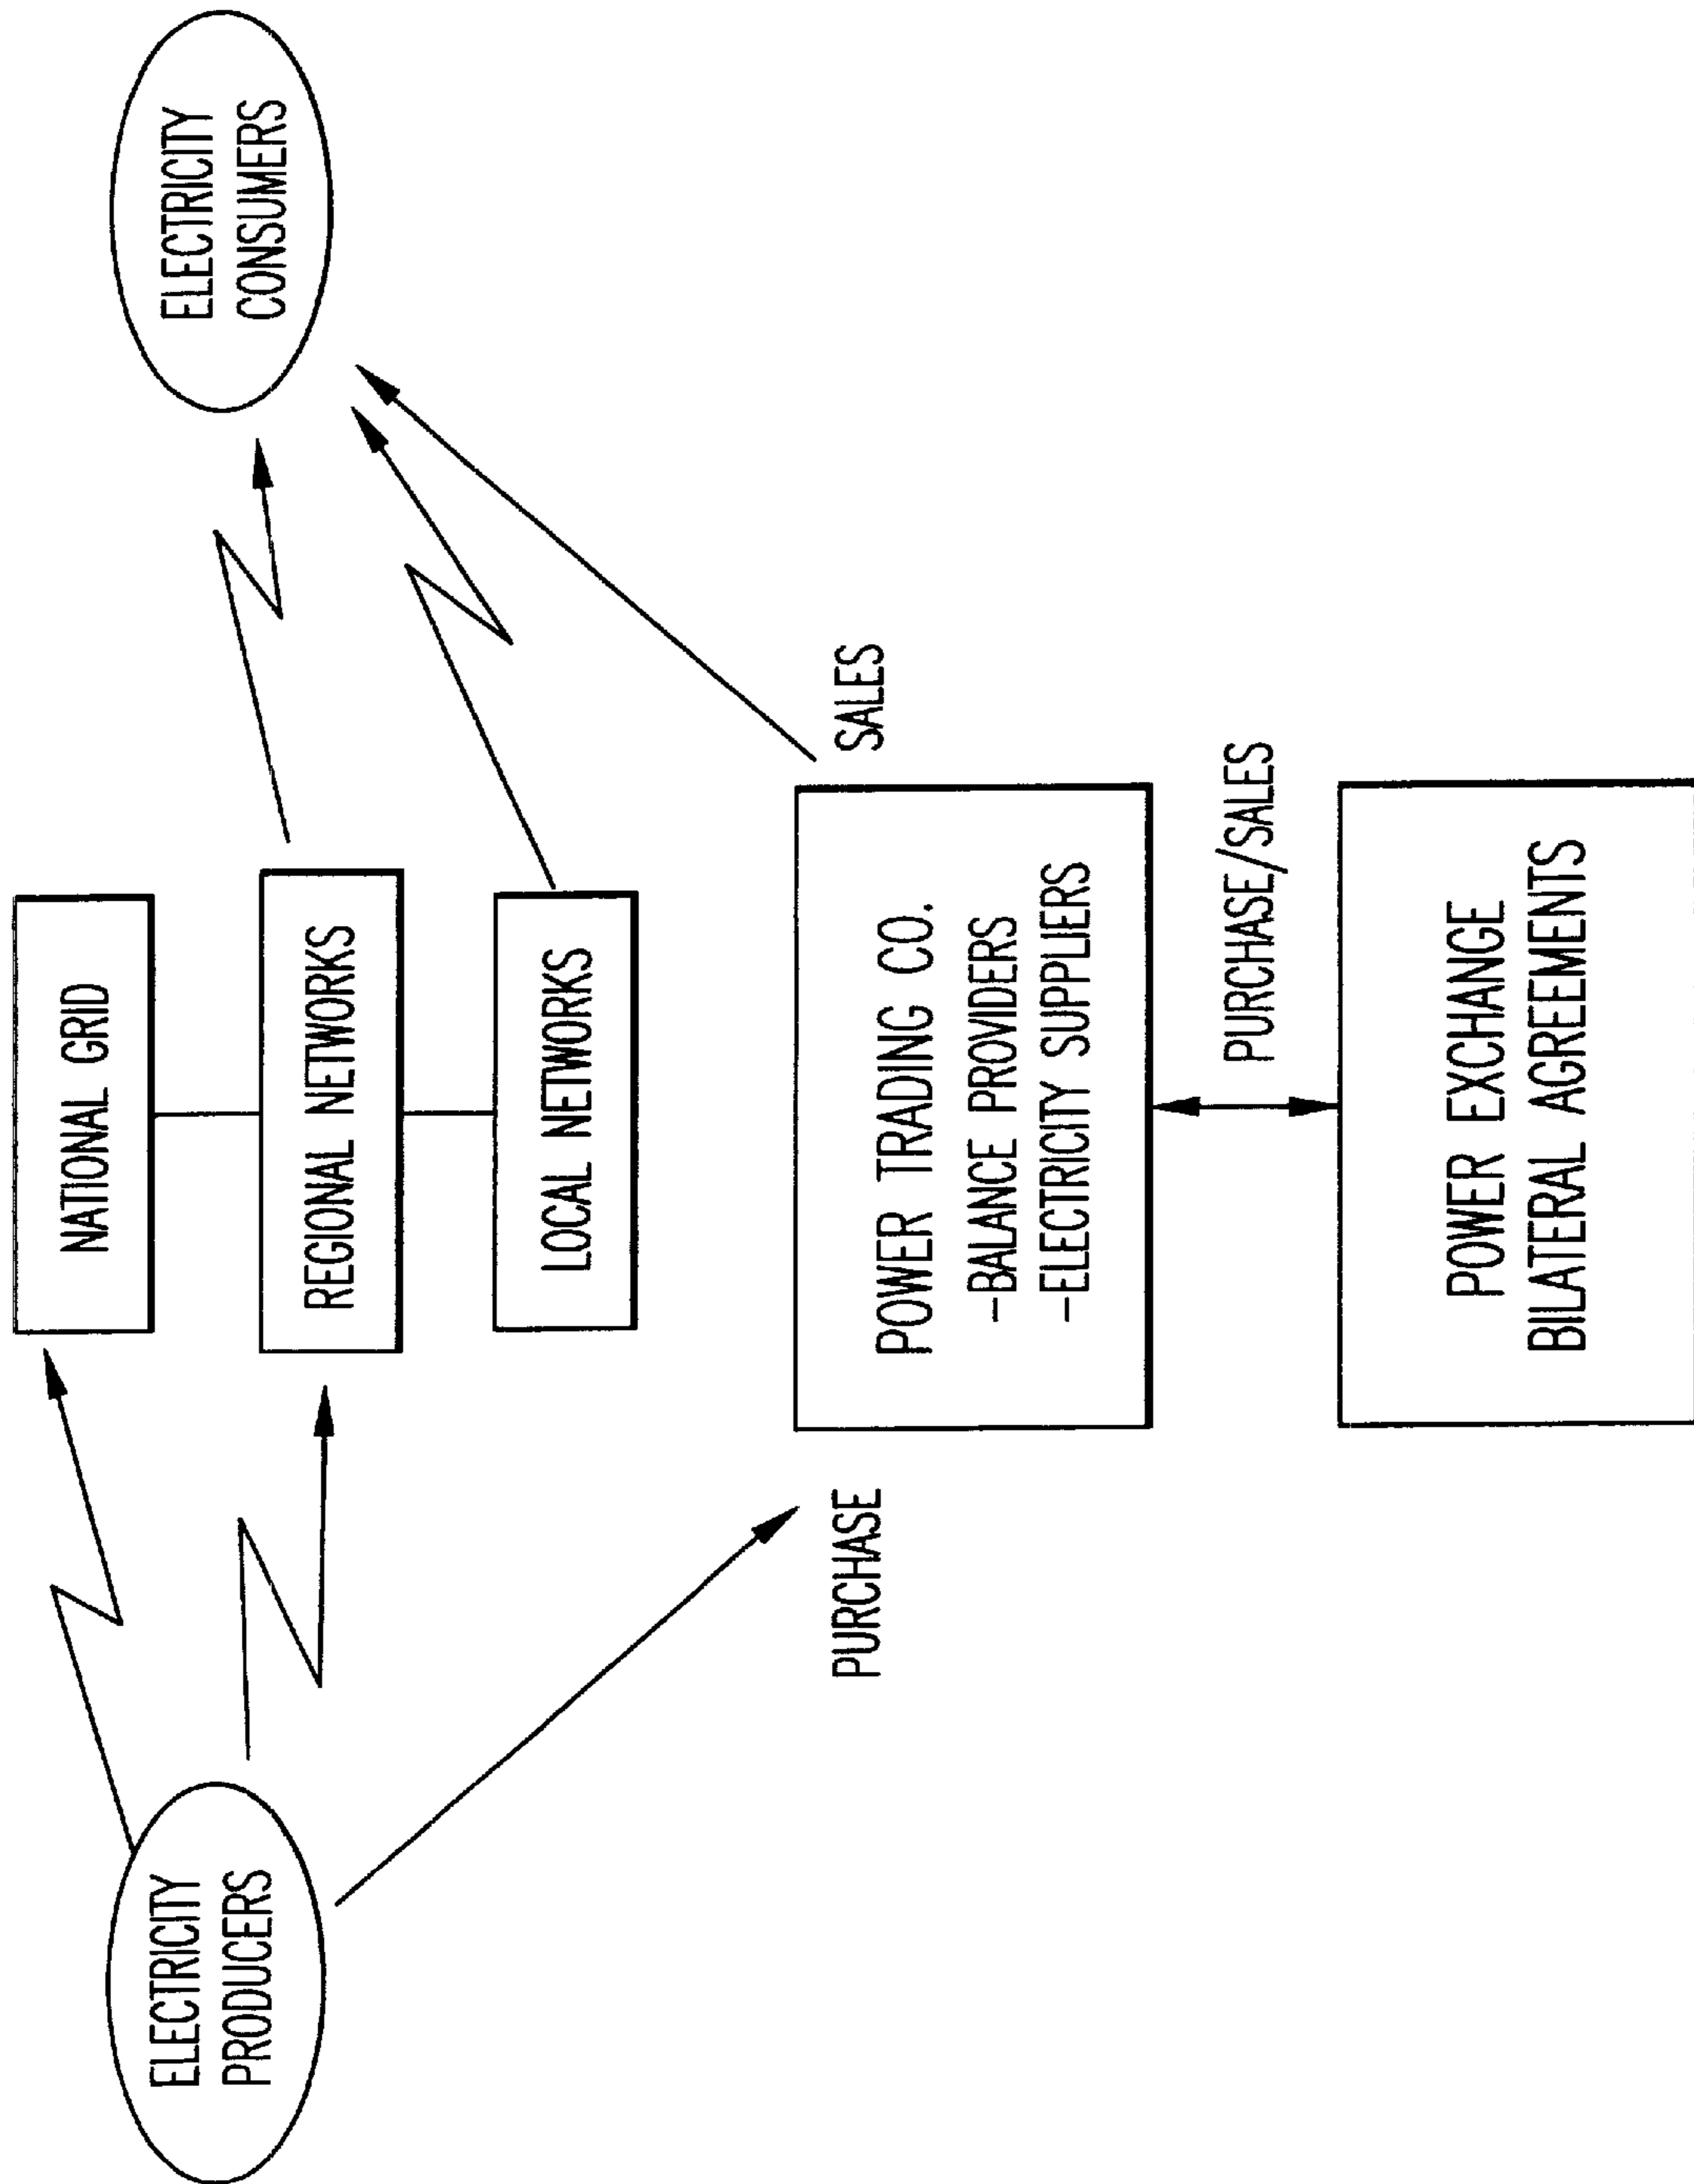 ELECTRICITY
PRODUCERS
NATIONAL GRID
REGIONAL NETWORKS
LOCAL NETWORKS
ELECTRICITY
CONSUMERS
PURCHASE
SALES
POWER TRADING CO.
-BALANCE PROVIDERS
-ELECTRICITY SUPPLIERS
PURCHASE/SALES
POWER EXCHANGE
BILATERAL AGREEMENTS